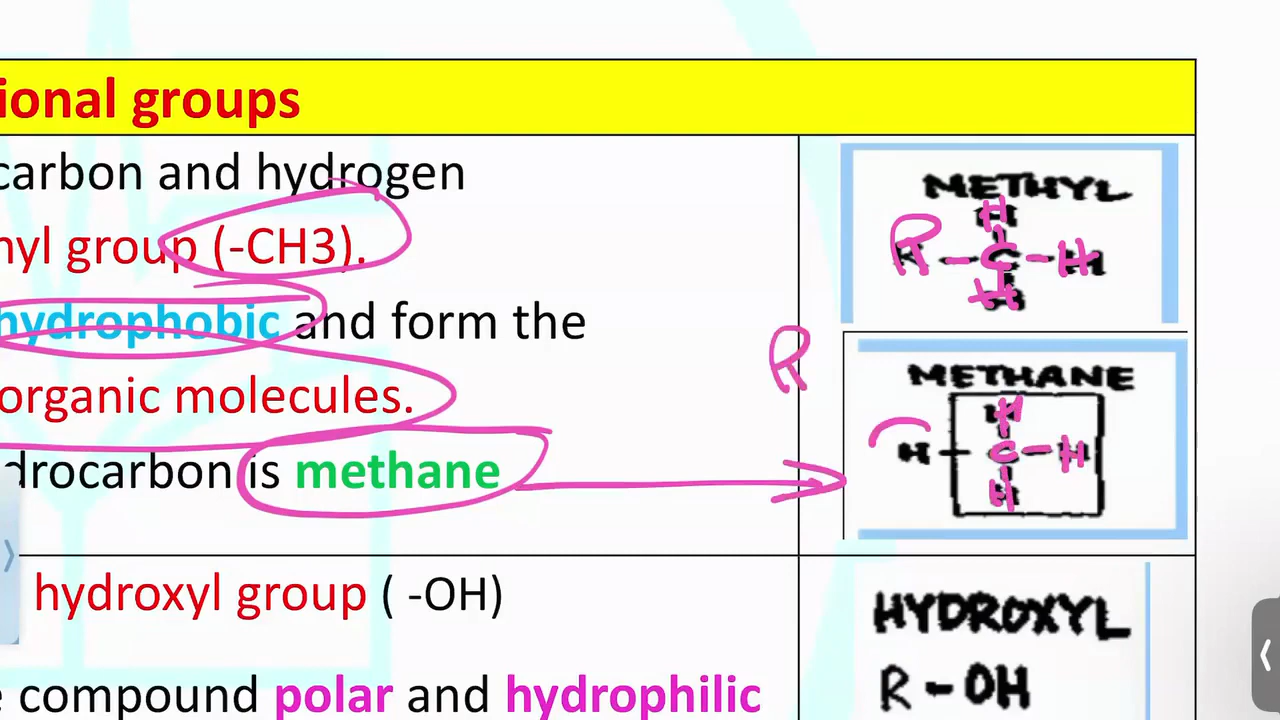 ional groups
carbon and hydrogen
hyl group (-CH3).
hydrophobic and form the
organic molecules.
drocarbon is methane
hydroxyl group ( -OH)
e compound polar and hydrophilic
METHYL
H
R - C - H
H
R
METHANE
H
H - C - H
H
HYDROXYL
R - OH